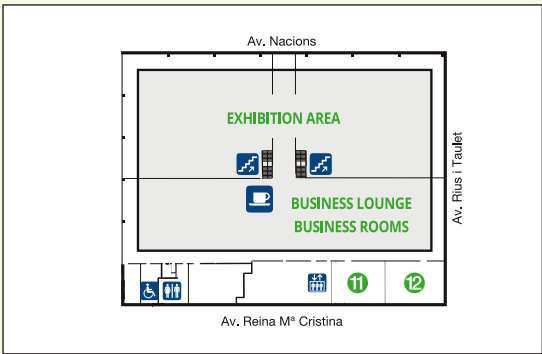 Av. Nacions
EXHIBITION AREA
Av. Rius i Taulet
BUSINESS LOUNGE
BUSINESS ROOMS
11
12
Av. Reina Mª Cristina